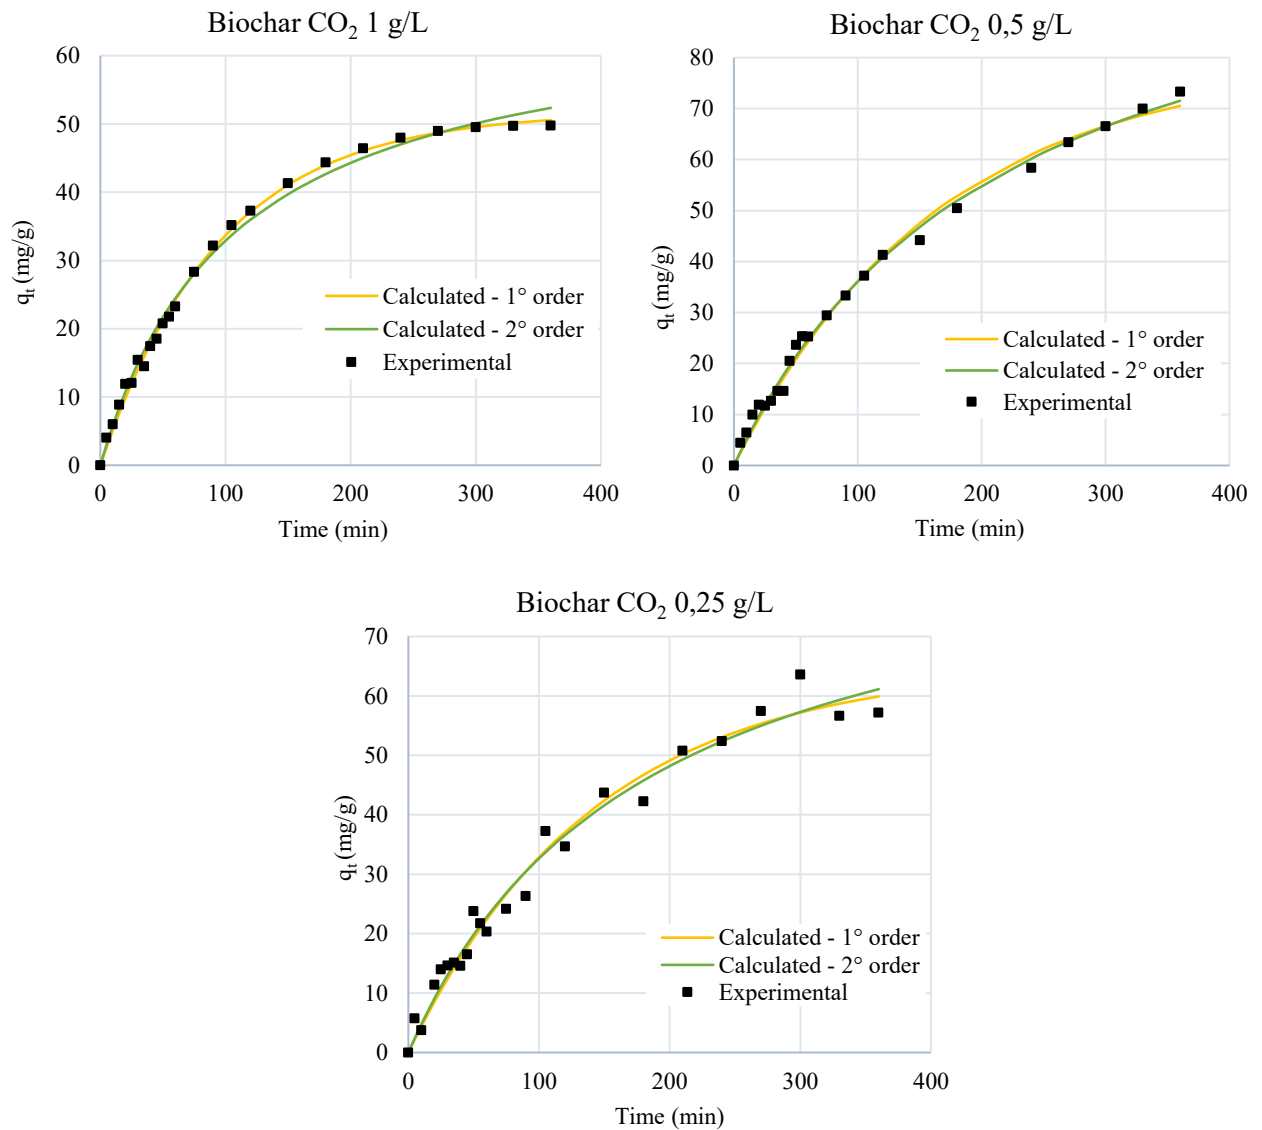 Biochar CO₂ 1 g/L
60
50
40
30
20
10
0
qₜ (mg/g)
Calculated - 1° order
Calculated - 2° order
Experimental
0 100 200 300 400
Time (min)
Biochar CO₂ 0,5 g/L
80
70
60
50
40
30
20
10
0
qₜ (mg/g)
Calculated - 1° order
Calculated - 2° order
Experimental
0 100 200 300 400
Time (min)
Biochar CO₂ 0,25 g/L
70
60
50
40
30
20
10
0
qₜ (mg/g)
Calculated - 1° order
Calculated - 2° order
Experimental
0 100 200 300 400
Time (min)